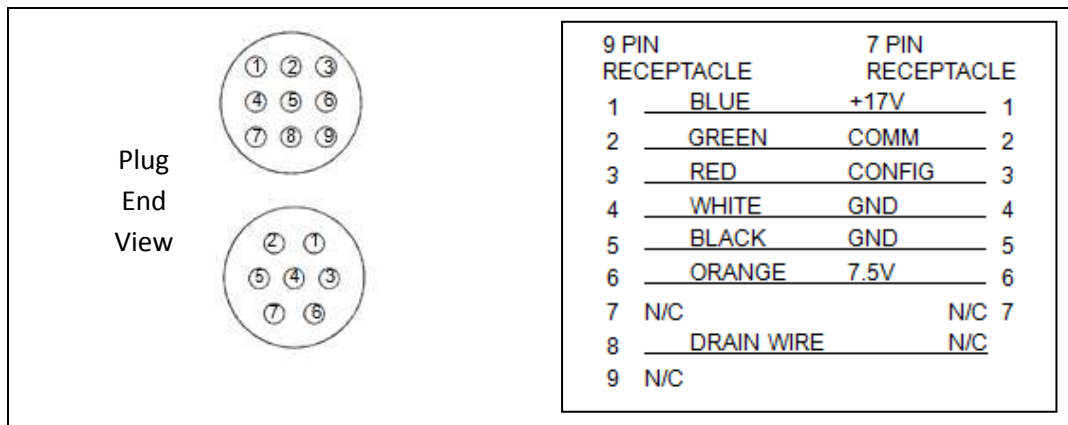 1 2 3
4 5 6
7 8 9
Plug
End
View
2 1
5 4 3
7 6
9 PIN 7 PIN
RECEPTACLE RECEPTACLE
1 BLUE +17V 1
2 GREEN COMM 2
3 RED CONFIG 3
4 WHITE GND 4
5 BLACK GND 5
6 ORANGE 7.5V 6
7 N/C N/C 7
8 DRAIN WIRE N/C
9 N/C